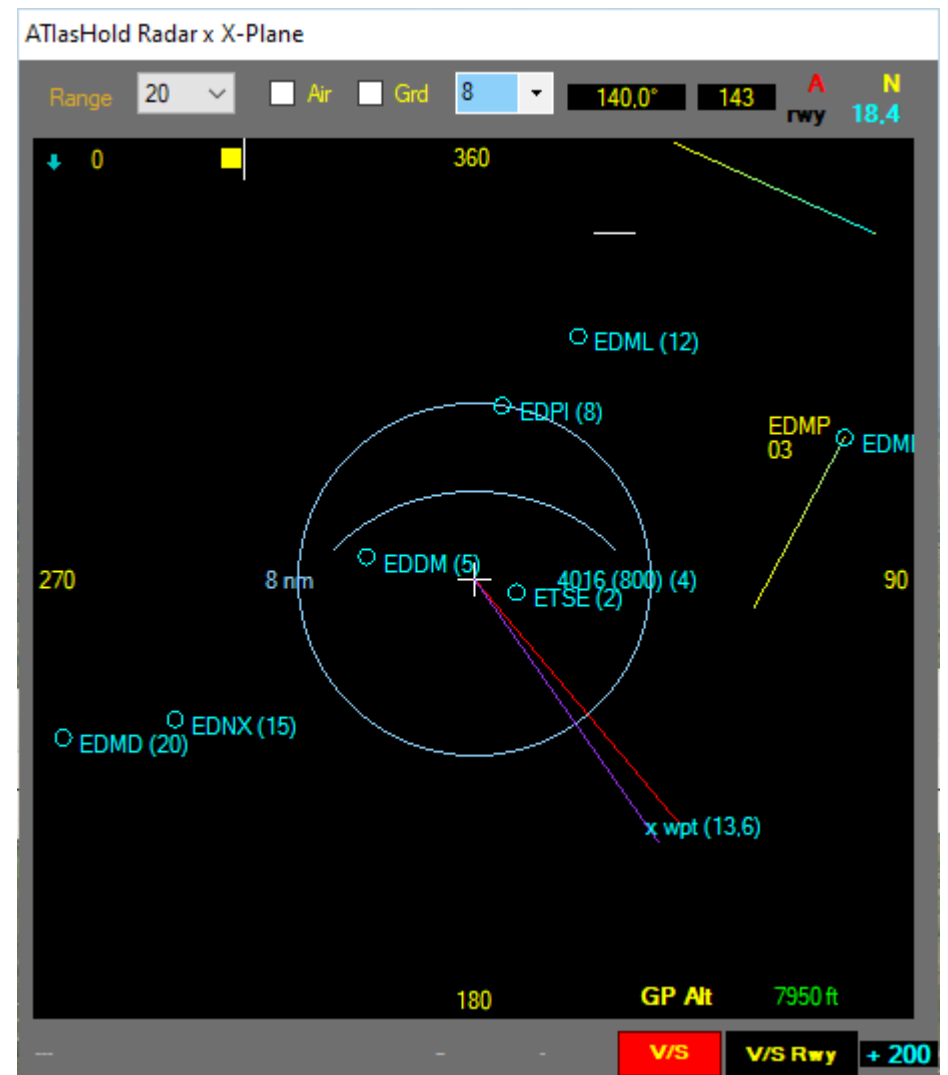 ATlasHold Radar x X-Plane
Range 20 Air Grd 8 140,0° 143 A N
rwy 18,4
0 360
EDML (12)
EDPI (8)
EDMP
03
EDMI
EDDM (5)
270 8 nm 4016 (800) (4) 90
ETSE (2)
EDNX (15)
EDMD (20)
x wpt (13,6)
180 GP Alt 7950 ft
--- - -
V/S V/S Rwy + 200